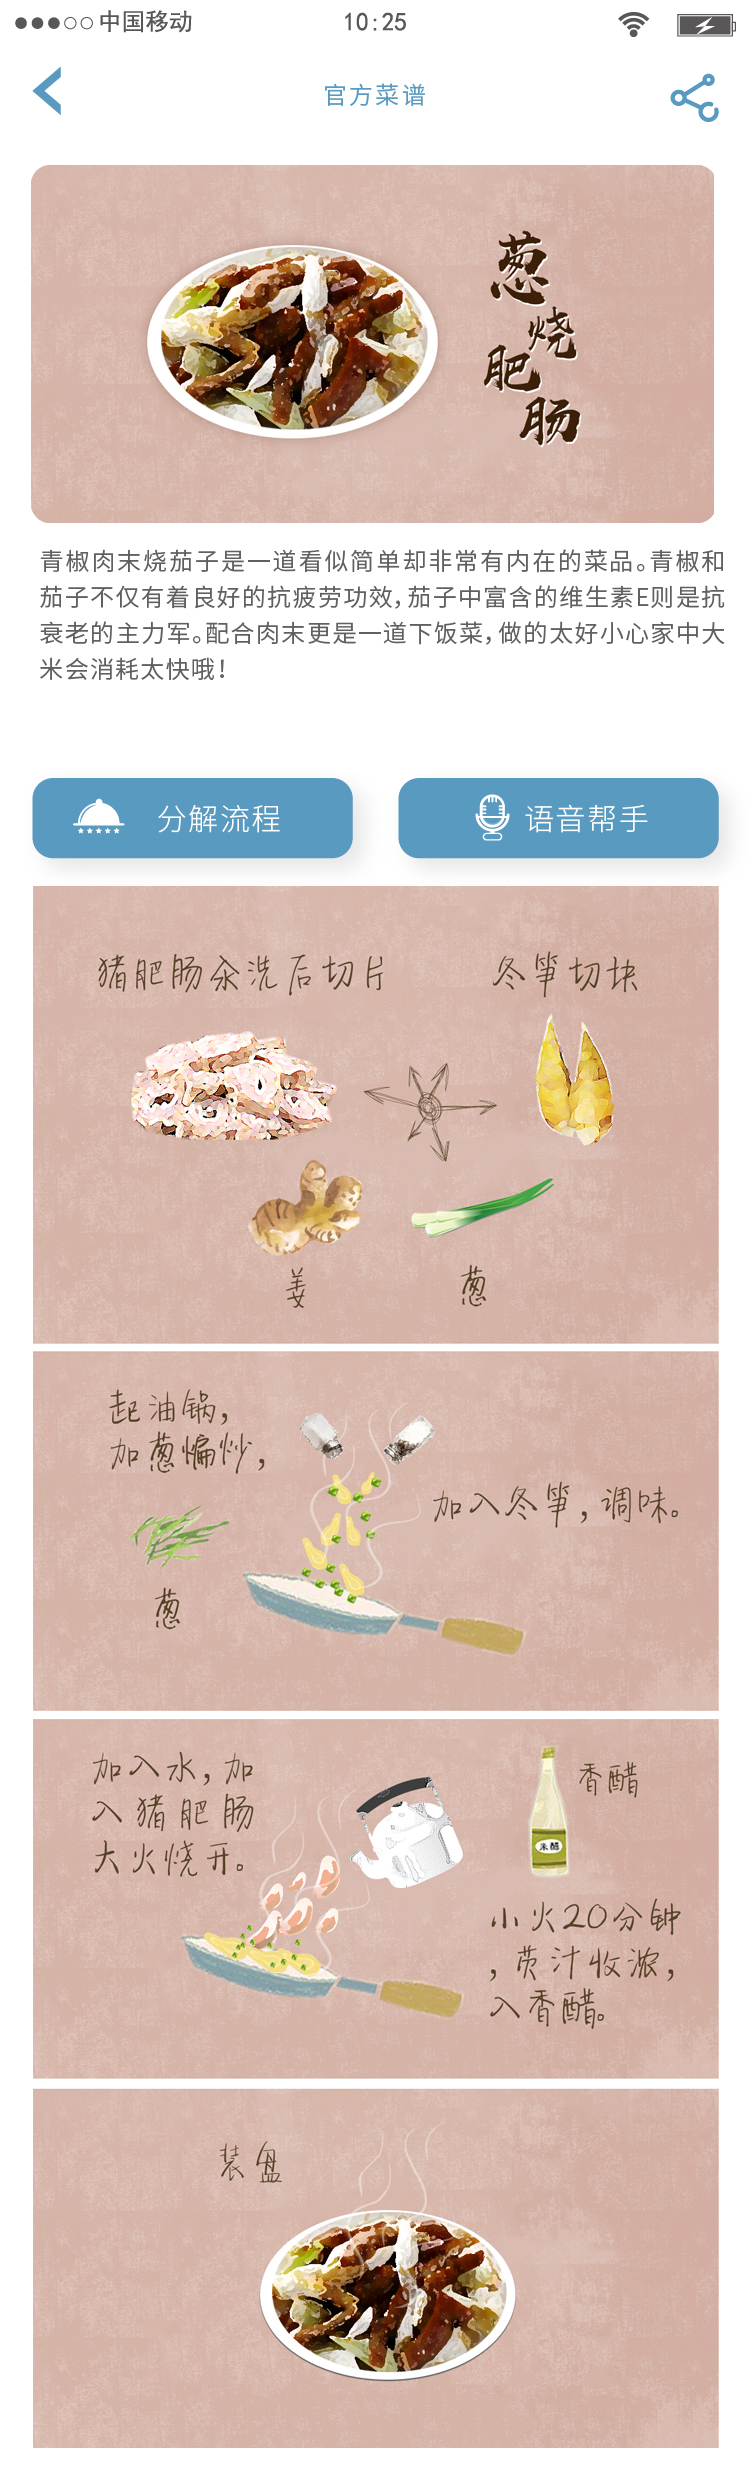 中国移动
10:25
官方菜谱
葱烧肥肠
青椒肉末烧茄子是一道看似简单却非常有内在的菜品。青椒和
茄子不仅有着良好的抗疲劳功效，茄子中富含的维生素E则是抗
衰老的主力军。配合肉末更是一道下饭菜，做的太好小心家中大
米会消耗太快哦！
分解流程
语音帮手
猪肥肠汆洗后切片
冬笋切块
姜
葱
起油锅，
加葱煸炒，
加入冬笋，调味。
葱
加入水，加
入猪肥肠
大火烧开。
香醋
米醋
小火20分钟
，芡汁收浓，
入香醋。
装盘